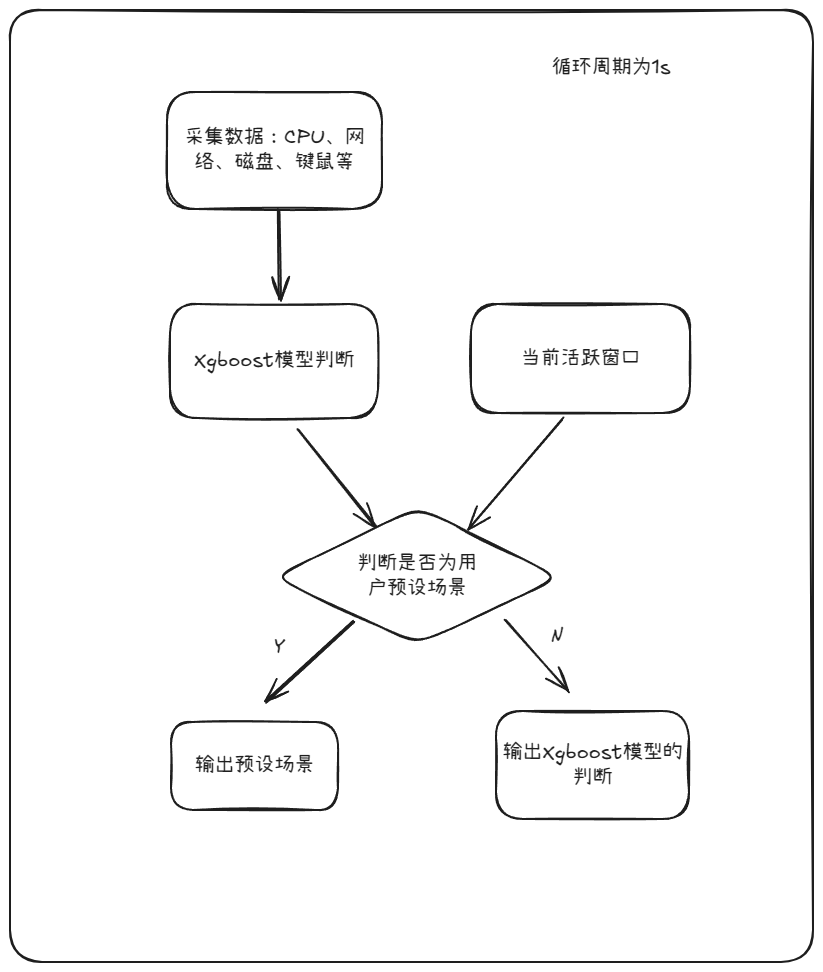 循环周期为1s
采集数据：CPU、网
络、磁盘、键鼠等
Xgboost模型判断
当前活跃窗口
判断是否为用
户预设场景
Y
N
输出预设场景
输出Xgboost模型的
判断